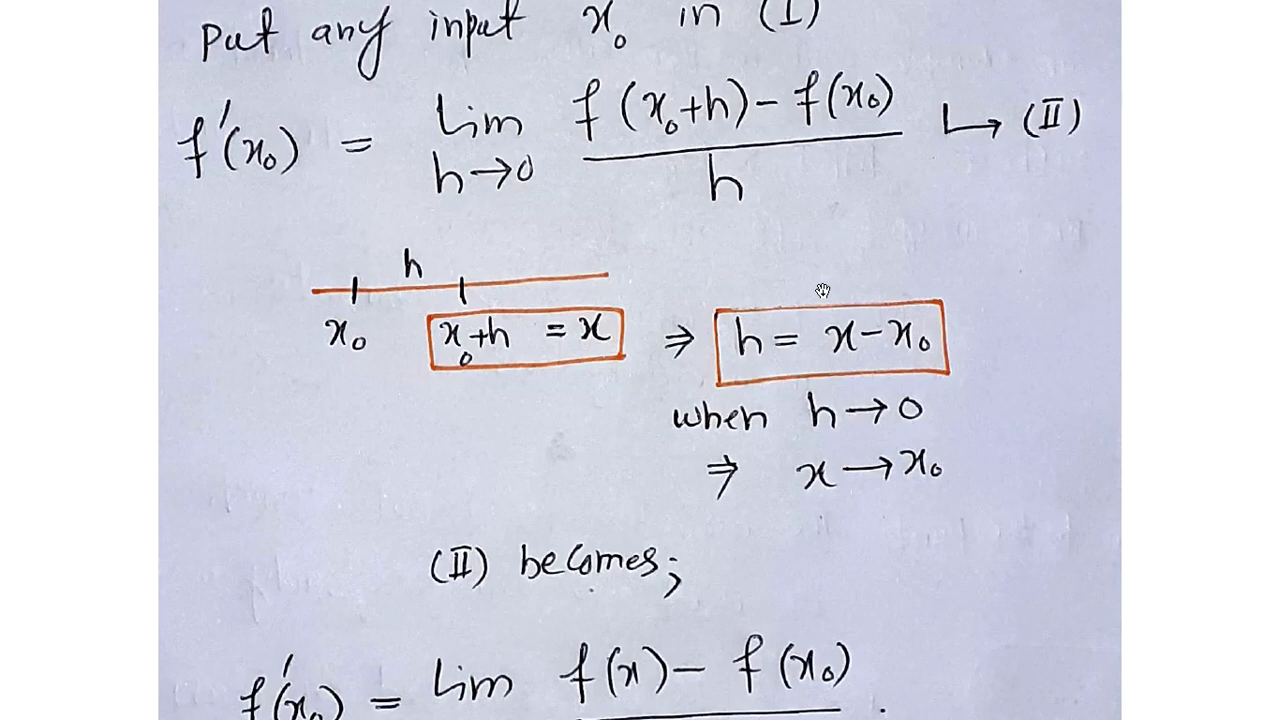 Put any input x₀ in (I)
f'(x₀) = lim h→0 f(x₀+h) - f(x₀) / h ↳ (II)
h
x₀ x₀+h = x ⇒ h = x - x₀
when h → 0
⇒ x → x₀
(II) becomes;
f'(x₀) = lim f(x) - f(x₀)